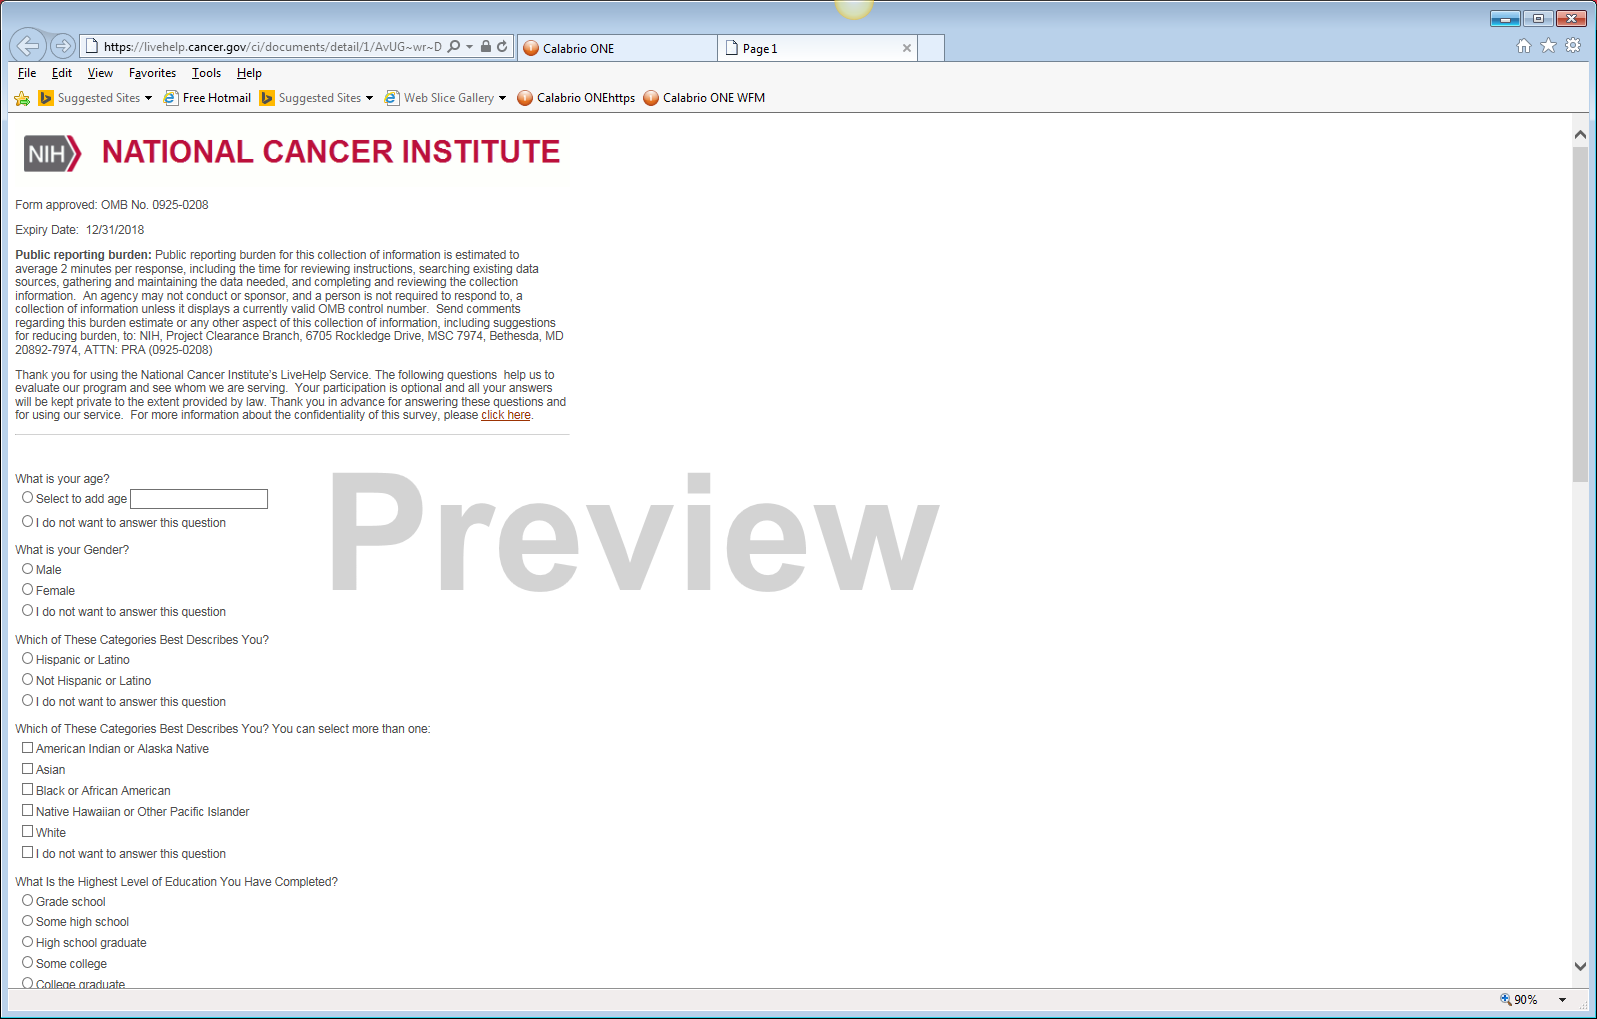 https://livehelp.cancer.gov/ci/documents/detail/1/AvUG~wr~D
Calabrio ONE
Page 1
File Edit View Favorites Tools Help
Suggested Sites Free Hotmail Suggested Sites Web Slice Gallery Calabrio ONEhttps Calabrio ONE WFM
NIH NATIONAL CANCER INSTITUTE
Form approved: OMB No. 0925-0208
Expiry Date:  12/31/2018
Public reporting burden: Public reporting burden for this collection of information is estimated to
average 2 minutes per response, including the time for reviewing instructions, searching existing data
sources, gathering and maintaining the data needed, and completing and reviewing the collection
information.  An agency may not conduct or sponsor, and a person is not required to respond to, a
collection of information unless it displays a currently valid OMB control number.  Send comments
regarding this burden estimate or any other aspect of this collection of information, including suggestions
for reducing burden, to: NIH, Project Clearance Branch, 6705 Rockledge Drive, MSC 7974, Bethesda, MD
20892-7974, ATTN: PRA (0925-0208)
Thank you for using the National Cancer Institute's LiveHelp Service. The following questions  help us to
evaluate our program and see whom we are serving.  Your participation is optional and all your answers
will be kept private to the extent provided by law. Thank you in advance for answering these questions and
for using our service.  For more information about the confidentiality of this survey, please click here.
Preview
What is your age?
Select to add age
I do not want to answer this question
What is your Gender?
Male
Female
I do not want to answer this question
Which of These Categories Best Describes You?
Hispanic or Latino
Not Hispanic or Latino
I do not want to answer this question
Which of These Categories Best Describes You? You can select more than one:
American Indian or Alaska Native
Asian
Black or African American
Native Hawaiian or Other Pacific Islander
White
I do not want to answer this question
What Is the Highest Level of Education You Have Completed?
Grade school
Some high school
High school graduate
Some college
College graduate
90%